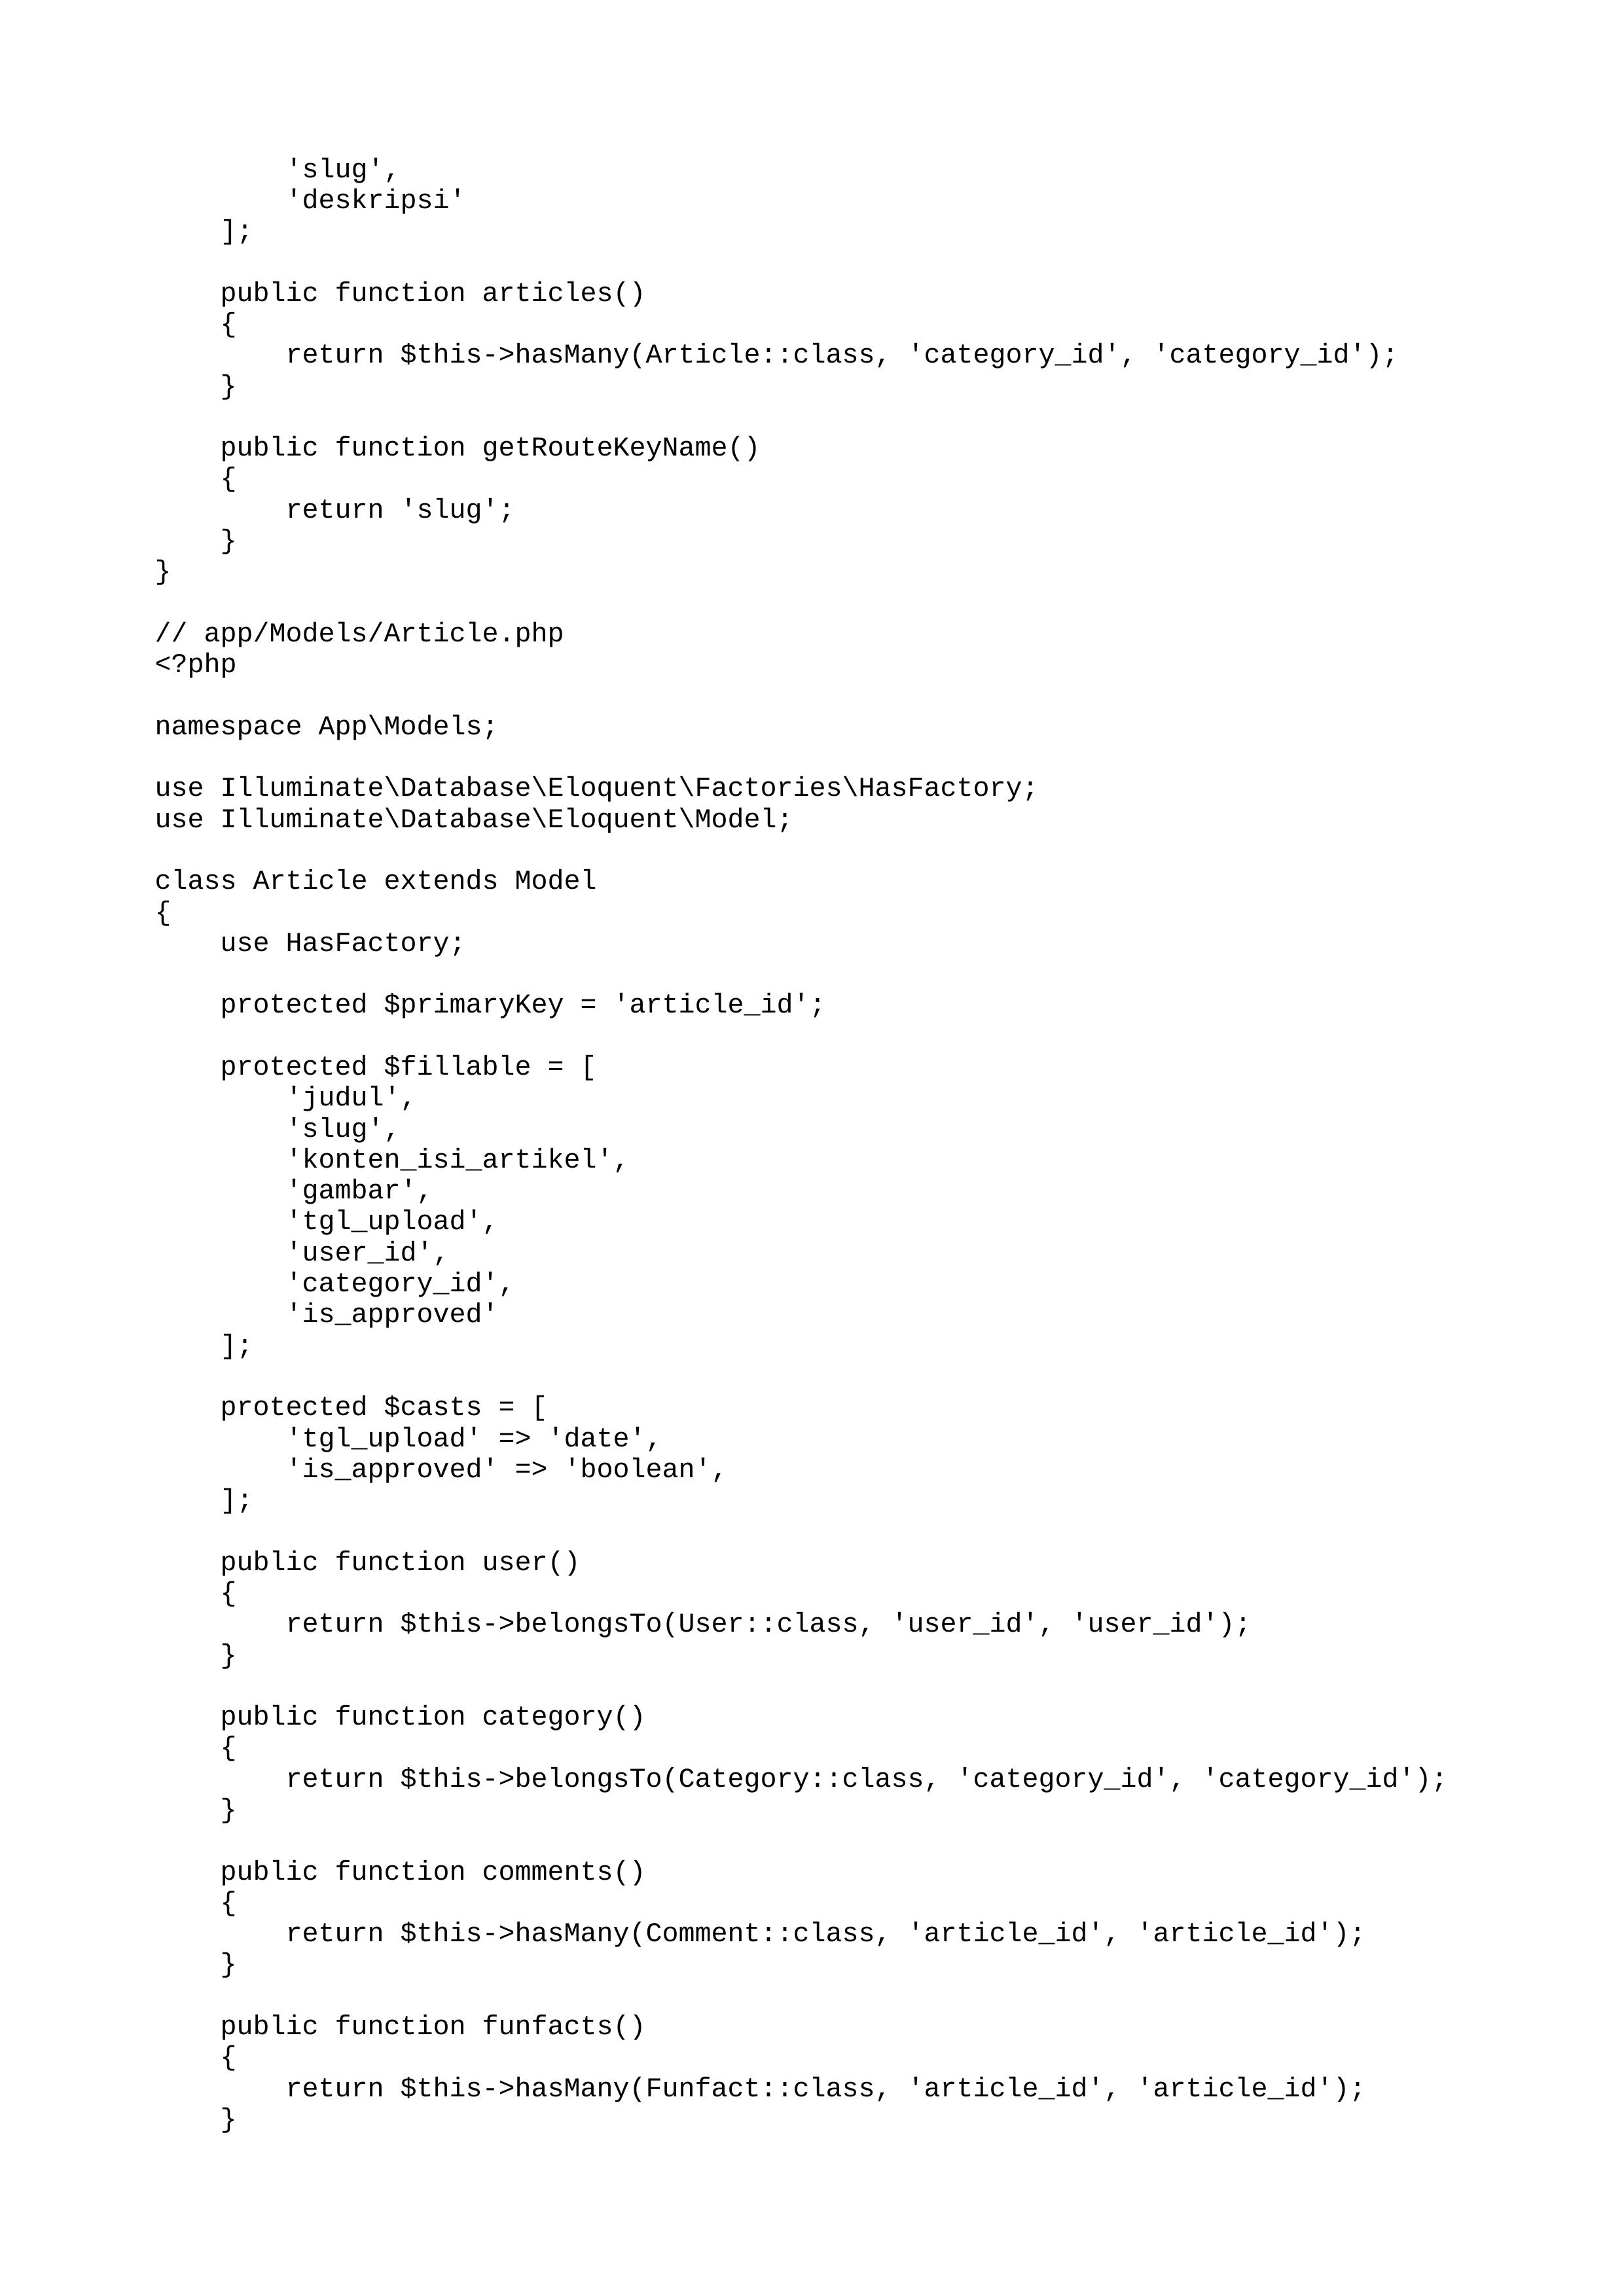 'slug',
        'deskripsi'
    ];

    public function articles()
    {
        return $this->hasMany(Article::class, 'category_id', 'category_id');
    }

    public function getRouteKeyName()
    {
        return 'slug';
    }
}

// app/Models/Article.php
<?php

namespace App\Models;

use Illuminate\Database\Eloquent\Factories\HasFactory;
use Illuminate\Database\Eloquent\Model;

class Article extends Model
{
    use HasFactory;

    protected $primaryKey = 'article_id';

    protected $fillable = [
        'judul',
        'slug',
        'konten_isi_artikel',
        'gambar',
        'tgl_upload',
        'user_id',
        'category_id',
        'is_approved'
    ];

    protected $casts = [
        'tgl_upload' => 'date',
        'is_approved' => 'boolean',
    ];

    public function user()
    {
        return $this->belongsTo(User::class, 'user_id', 'user_id');
    }

    public function category()
    {
        return $this->belongsTo(Category::class, 'category_id', 'category_id');
    }

    public function comments()
    {
        return $this->hasMany(Comment::class, 'article_id', 'article_id');
    }

    public function funfacts()
    {
        return $this->hasMany(Funfact::class, 'article_id', 'article_id');
    }